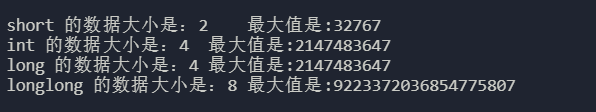 short 的数据大小是：2    最大值是:32767
int 的数据大小是：4  最大值是:2147483647
long 的数据大小是：4 最大值是:2147483647
longlong 的数据大小是：8 最大值是:9223372036854775807